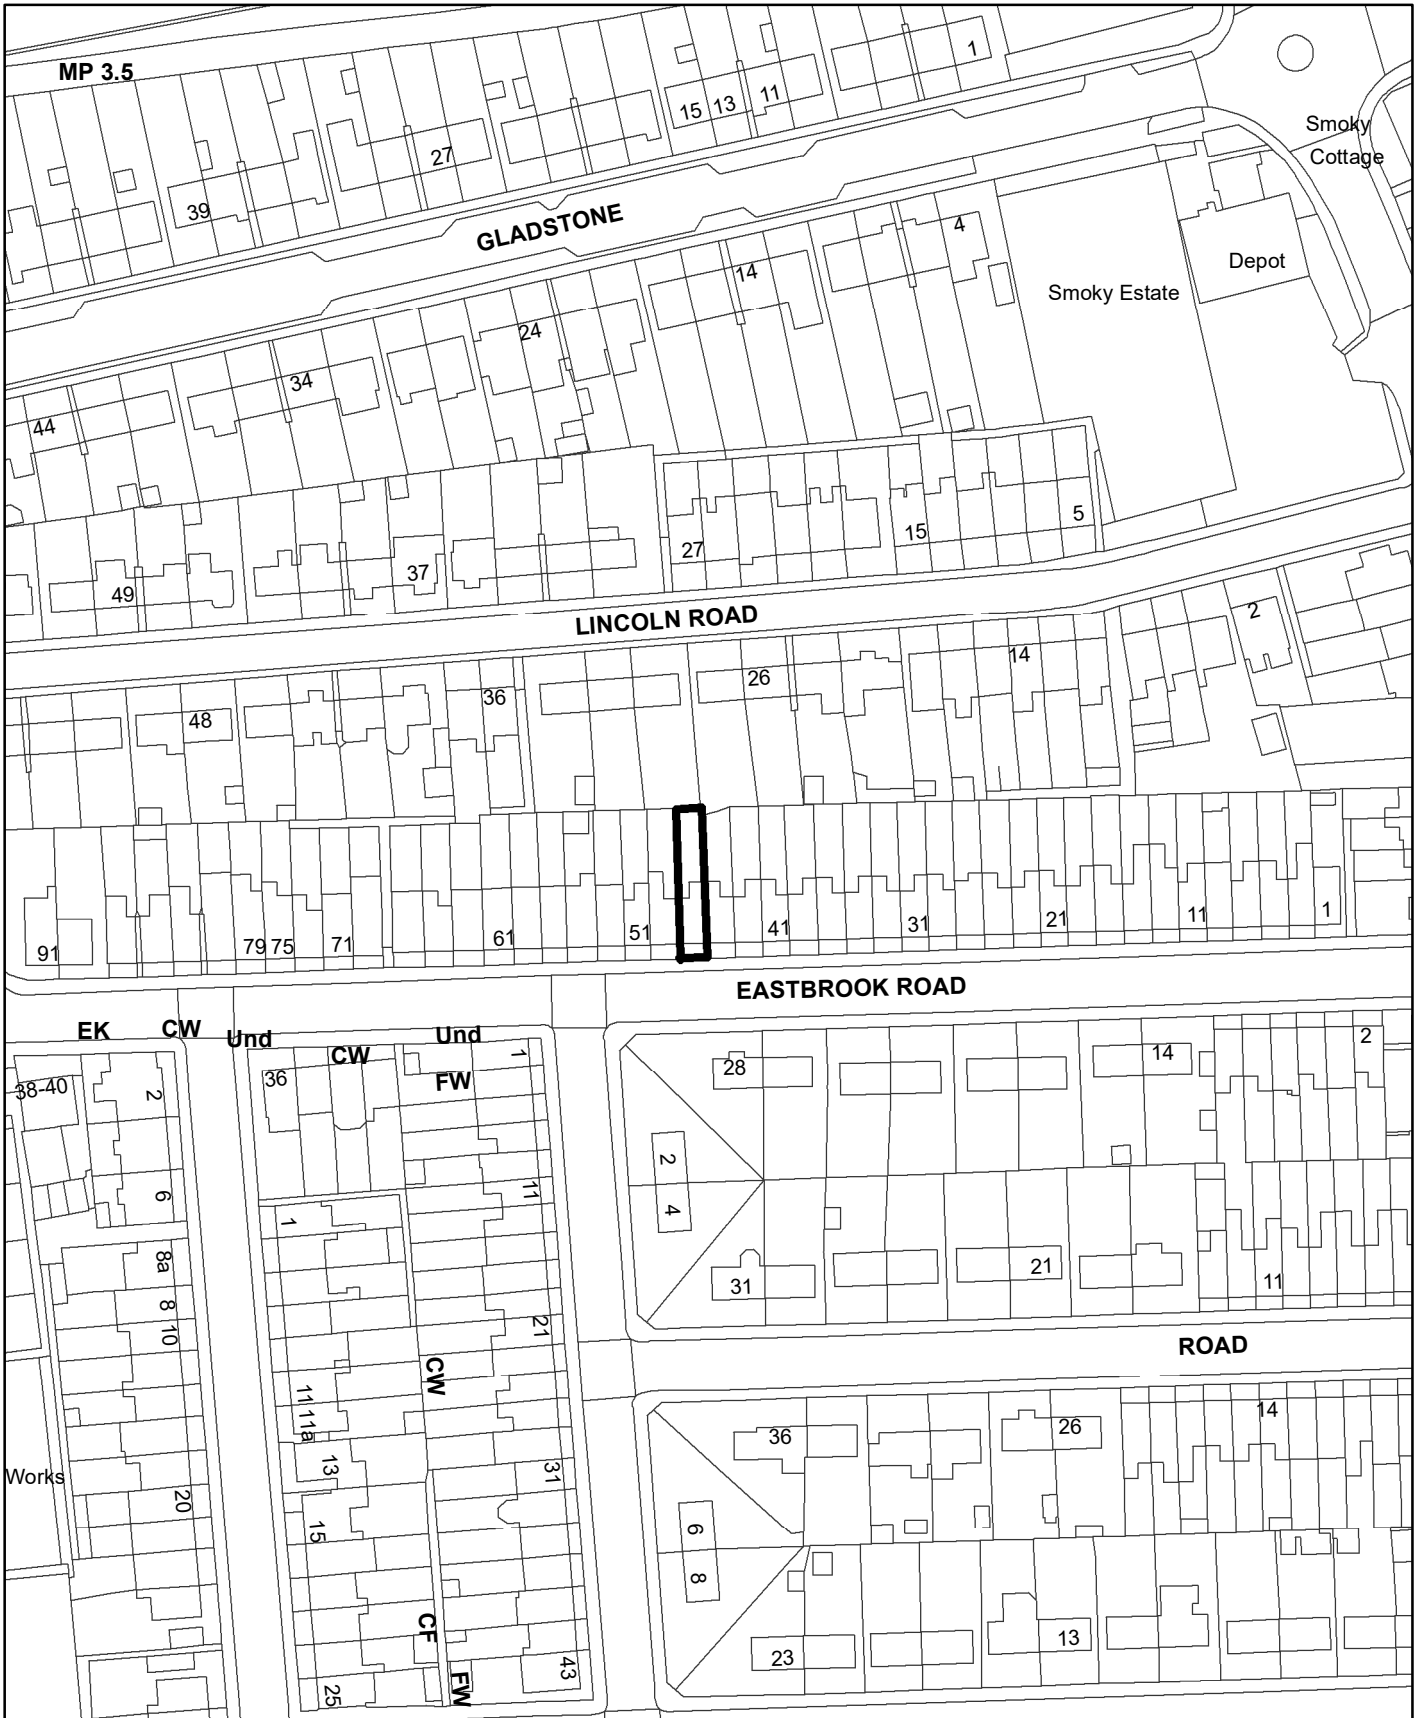 MP 3.5
1
15 13 11
27
39
Smoky
Cottage
GLADSTONE
4
14
Depot
Smoky Estate
24
34
44
27
15
5
37
49
LINCOLN ROAD
2
14
26
36
48
91
79 75
71
61
51
41
31
21
11
1
EASTBROOK ROAD
EK
CW
Und
CW
Und
FW
36
1
38-40
2
6
8a
8
10
20
Works
1
11
11a
13
15
25
11
21
31
43
CW
CF
FW
28
14
2
2
4
31
21
11
ROAD
36
26
14
6
8
23
13